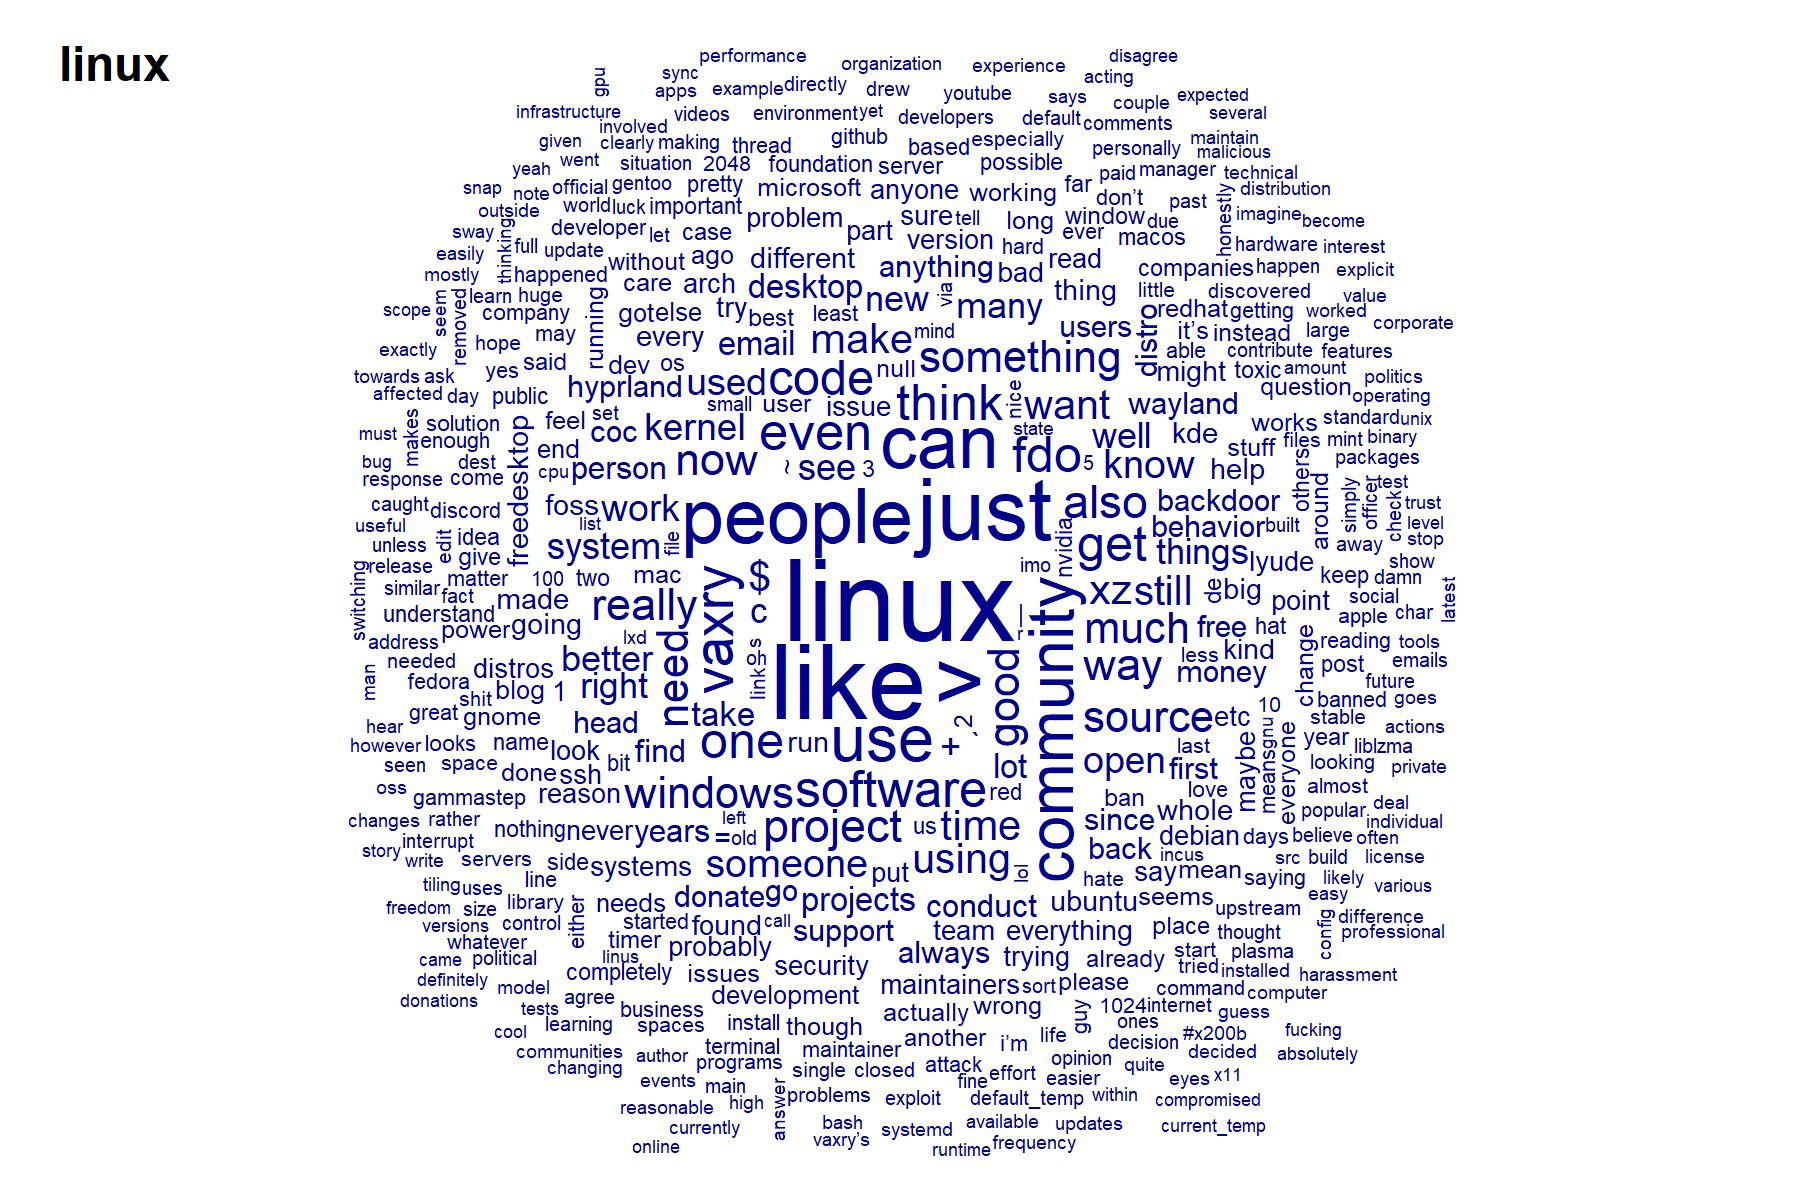 linux
performance disagree
sync organization experience acting
gpu apps example directly drew youtube says couple expected
infrastructure involved videos environment yet developers default comments several
given clearly making thread github based especially personally maintain malicious
yeah went situation 2048 foundation server possible paid manager technical
snap note official gentoo pretty microsoft anyone working far don’t past distribution
outside world luck important problem sure tell long window due honestly imagine become
sway thinking developer let case part version hard ever macos hardware interest
easily full update without ago different anything bad read companies happen explicit
mostly happened care arch desktop new via many thing little discovered value
scope seem removed learn huge company running got else try best least users distro redhat getting worked corporate
exactly hope may every email make mind something it’s instead large
yes said dev os null able contribute features
towards ask hyprland used code might toxic amount politics
affected day public small user issue think nice want wayland question operating
must makes solution feel set coc kernel even can state well kde works standard unix
enough freedesktop end now ~ see 3 fdo 5 know stuff files mint binary
bug dest cpu person help others packages
response come foss work people just also backdoor around simply officer test
caught discord list behavior built check trust
useful edit idea system file nvidia get things away level stop
unless give lyude show
switching release matter 100 two mac vaxry $ linux imo xz still de big keep damn
similar fact made really c | community point social latest
understand power going need r much free hat apple char
address lxd oh s way less kind change reading tools
man needed distros better link like > good money post emails
fedora shit blog 1 right banned future goes
great gnome head take 2 source etc 10 stable actions
hear looks name look find one run use + ´ maybe gnu everyone year liblzma
however space done ssh bit lot open last means looking private
seen reason windows software red first love almost
oss gammastep ban whole popular deal
changes rather nothing never years = left old project us time since debian days believe often individual
interrupt back incus
story write servers side systems someone put using lol hate say mean saying src build license
tiling uses line likely various
freedom size library needs donate go projects conduct ubuntu seems upstream easy difference
versions control either started found call support team everything place thought config professional
whatever timer probably always trying already start plasma
came political linus completely issues security tried installed harassment
definitely model development maintainers sort please command computer
donations tests agree business actually wrong guy 1024 internet guess
cool learning spaces install though another i’m life ones #x200b fucking
communities author terminal maintainer decision decided absolutely
changing programs single closed attack opinion quite
events main answer problems fine effort easier eyes x11
reasonable high exploit default_temp within compromised
currently bash systemd available updates current_temp
online vaxry’s runtime frequency